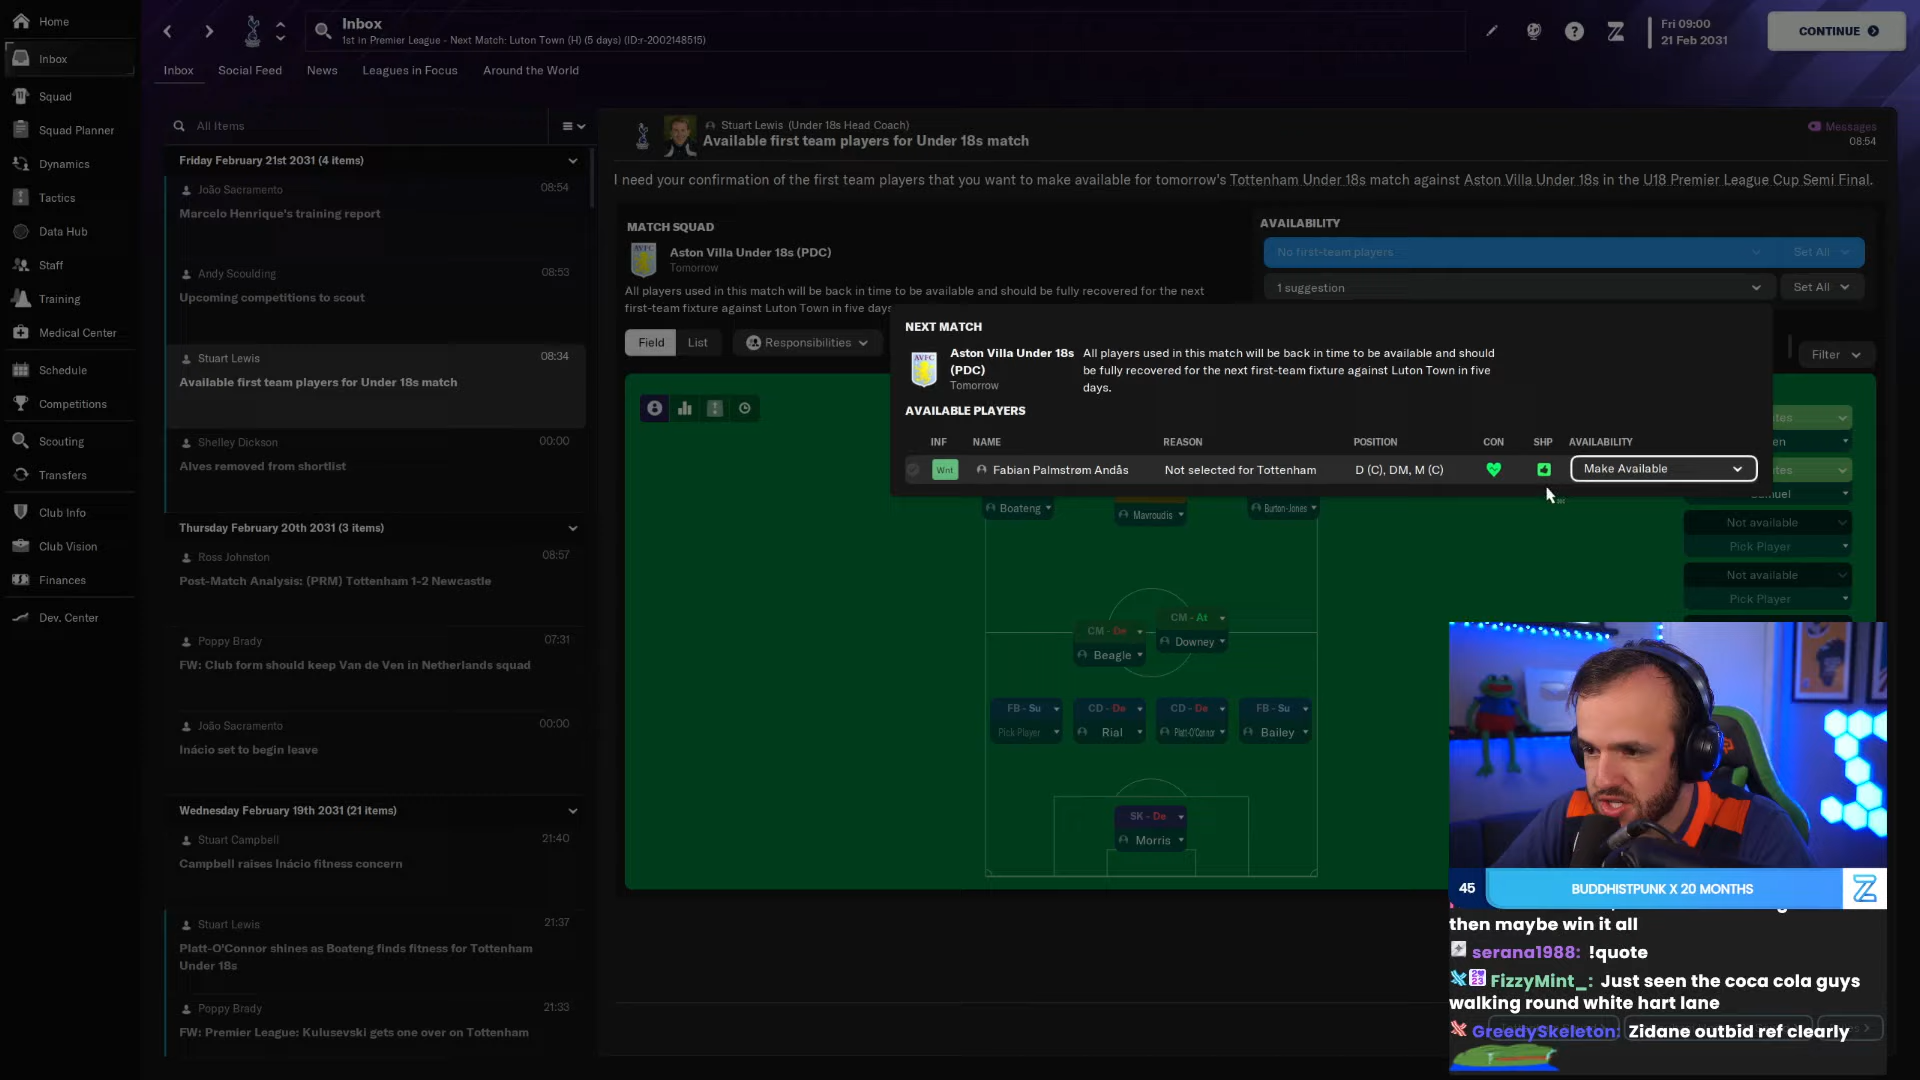 Home
Inbox
Squad
Squad Planner
Dynamics
Tactics
Data Hub
Staff
Training
Medical Center
Schedule
Competitions
Scouting
Transfers
Club Info
Club Vision
Finances
Dev. Center
Inbox
1st in Premier League - Next Match: Luton Town (H) (5 days) (ID:r-2002148515)
Fri 09:00
21 Feb 2031
CONTINUE
Inbox
Social Feed
News
Leagues in Focus
Around the World
All Items
Friday February 21st 2031 (4 items)
João Sacramento 08:54
Marcelo Henrique's training report
Andy Scoulding 08:53
Upcoming competitions to scout
Stuart Lewis 08:34
Available first team players for Under 18s match
Shelley Dickson 00:00
Alves removed from shortlist
Thursday February 20th 2031 (3 items)
Ross Johnston 08:57
Post-Match Analysis: (PRM) Tottenham 1-2 Newcastle
Poppy Brady 07:31
FW: Club form should keep Van de Ven in Netherlands squad
João Sacramento 00:00
Inácio set to begin leave
Wednesday February 19th 2031 (21 items)
Stuart Campbell 21:40
Campbell raises Inácio fitness concern
Stuart Lewis 21:37
Platt-O'Connor shines as Boateng finds fitness for Tottenham
Under 18s
Poppy Brady 21:33
FW: Premier League: Kulusevski gets one over on Tottenham
Stuart Lewis (Under 18s Head Coach)
Available first team players for Under 18s match
Messages
08:54
I need your confirmation of the first team players that you want to make available for tomorrow's Tottenham Under 18s match against Aston Villa Under 18s in the U18 Premier League Cup Semi Final.
MATCH SQUAD
AVFC
Aston Villa Under 18s (PDC)
Tomorrow
All players used in this match will be back in time to be available and should be fully recovered for the next
first-team fixture against Luton Town in five days.
AVAILABILITY
No first-team players Set All
1 suggestion Set All
Field
List
Responsibilities
Filter
NEXT MATCH
AVFC
Aston Villa Under 18s
(PDC)
Tomorrow
All players used in this match will be back in time to be available and should
be fully recovered for the next first-team fixture against Luton Town in five
days.
AVAILABLE PLAYERS
INF NAME REASON POSITION CON SHP AVAILABILITY
Wnt Fabian Palmstrøm Andås Not selected for Tottenham D (C), DM, M (C) Make Available
Boateng
Mavroudis
Burton-Jones
CM - De
Beagle
CM - At
Downey
FB - Su
Pick Player
CD - De
Rial
CD - De
Platt-O'Connor
FB - Su
Bailey
SK - De
Morris
Not available
Pick Player
Not available
Pick Player
45
BUDDHISTPUNK X 20 MONTHS
Z
then maybe win it all
serana1988: !quote
FizzyMint_: Just seen the coca cola guys
walking round white hart lane
GreedySkeleton: Zidane outbid ref clearly